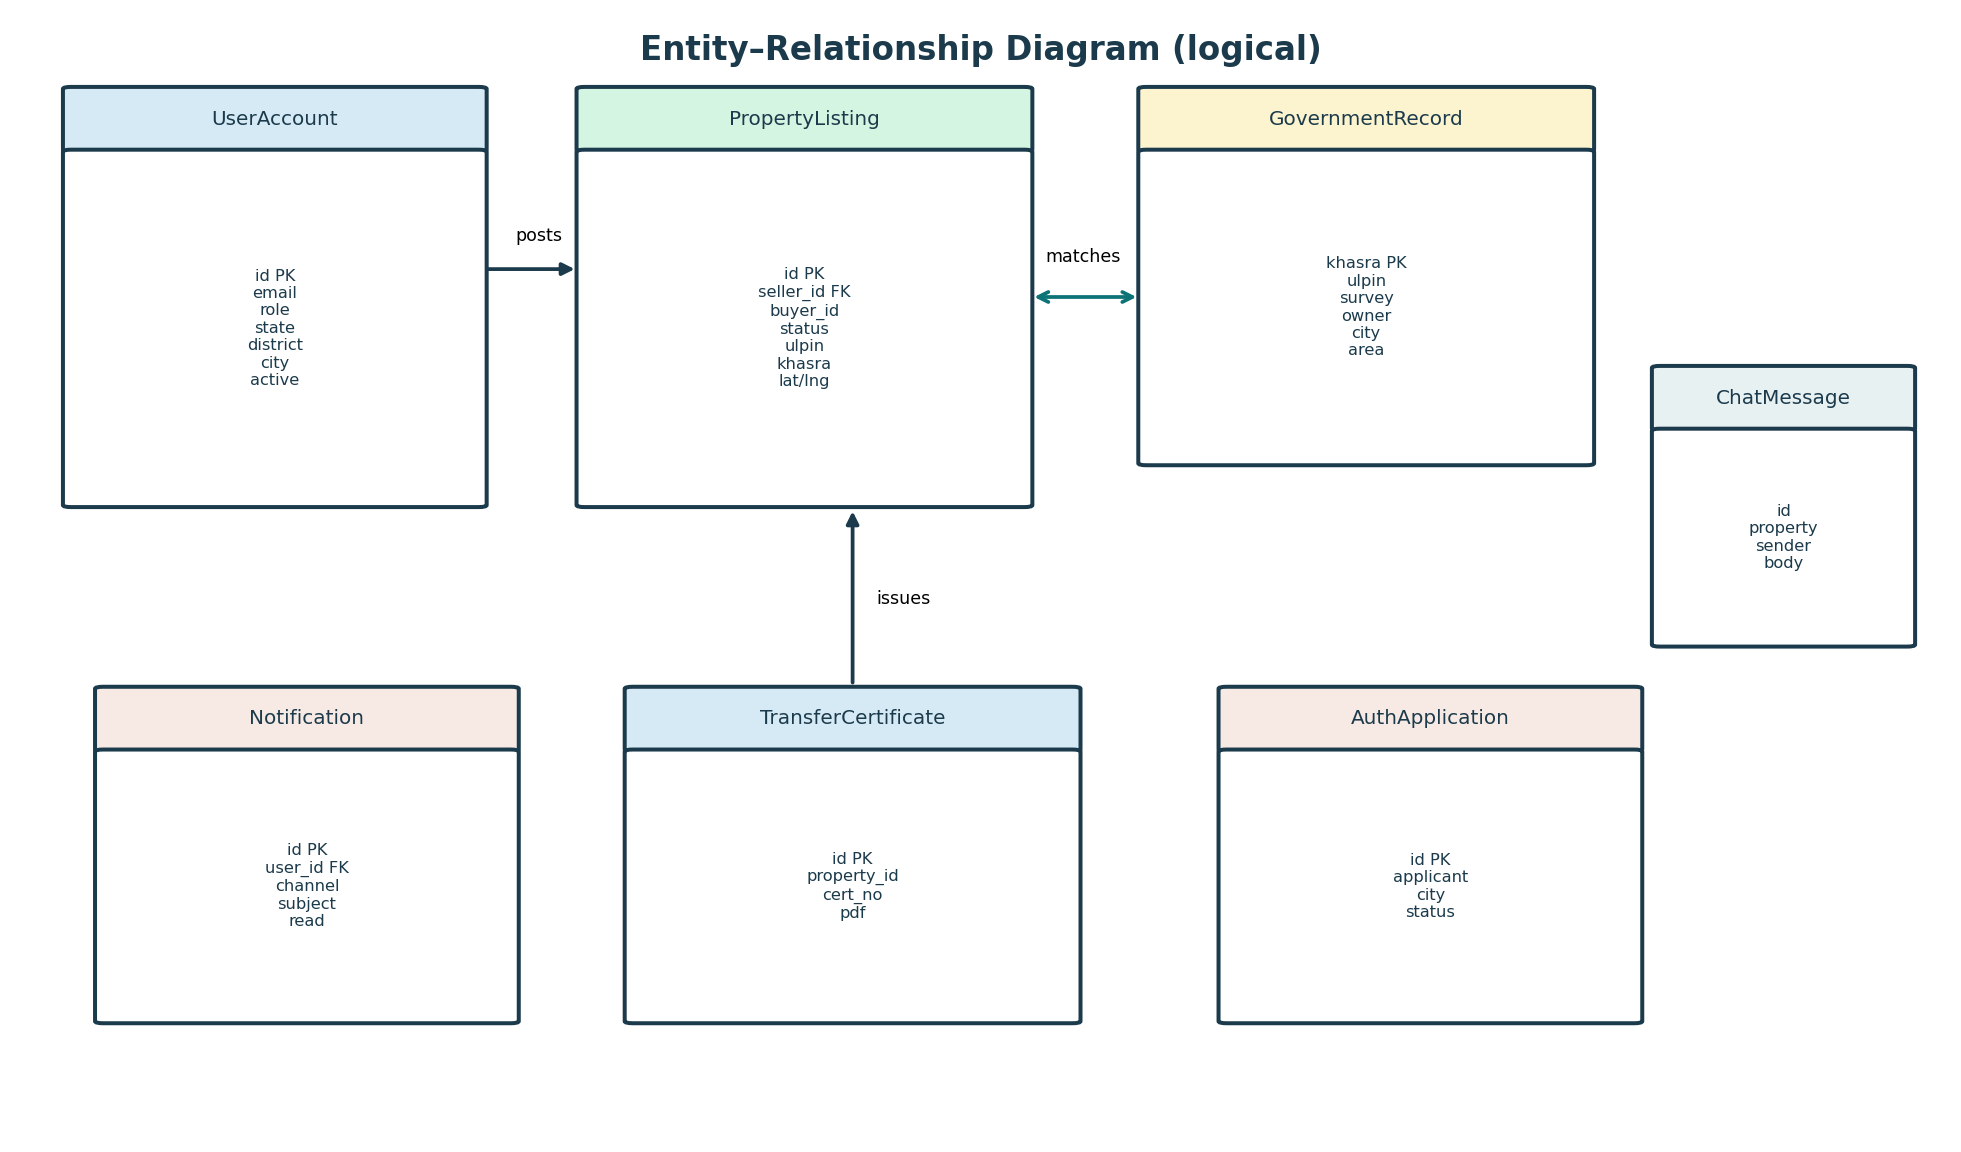 Entity–Relationship Diagram (logical)
UserAccount
id PK
email
role
state
district
city
active
posts
PropertyListing
id PK
seller_id FK
buyer_id
status
ulpin
khasra
lat/lng
matches
GovernmentRecord
khasra PK
ulpin
survey
owner
city
area
ChatMessage
id
property
sender
body
issues
Notification
id PK
user_id FK
channel
subject
read
TransferCertificate
id PK
property_id
cert_no
pdf
AuthApplication
id PK
applicant
city
status